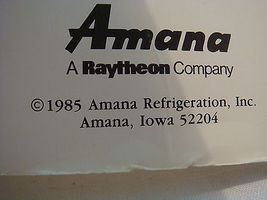 Amana
A Raytheon Company
©1985 Amana Refrigeration, Inc.
Amana, Iowa 52204